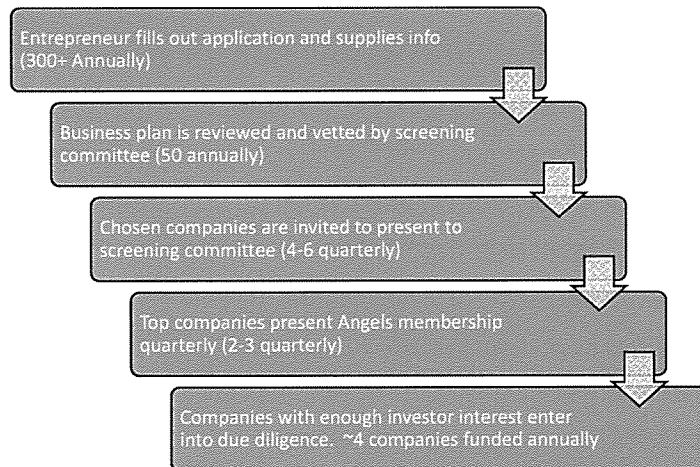 Entrepreneur fills out application and supplies info
(300+ Annually)
Business plan is reviewed and vetted by screening
committee (50 annually)
Chosen companies are invited to present to
screening committee (4-6 quarterly)
Top companies present Angels membership
quarterly (2-3 quarterly)
Companies with enough investor interest enter
into due diligence.  ~4 companies funded annually